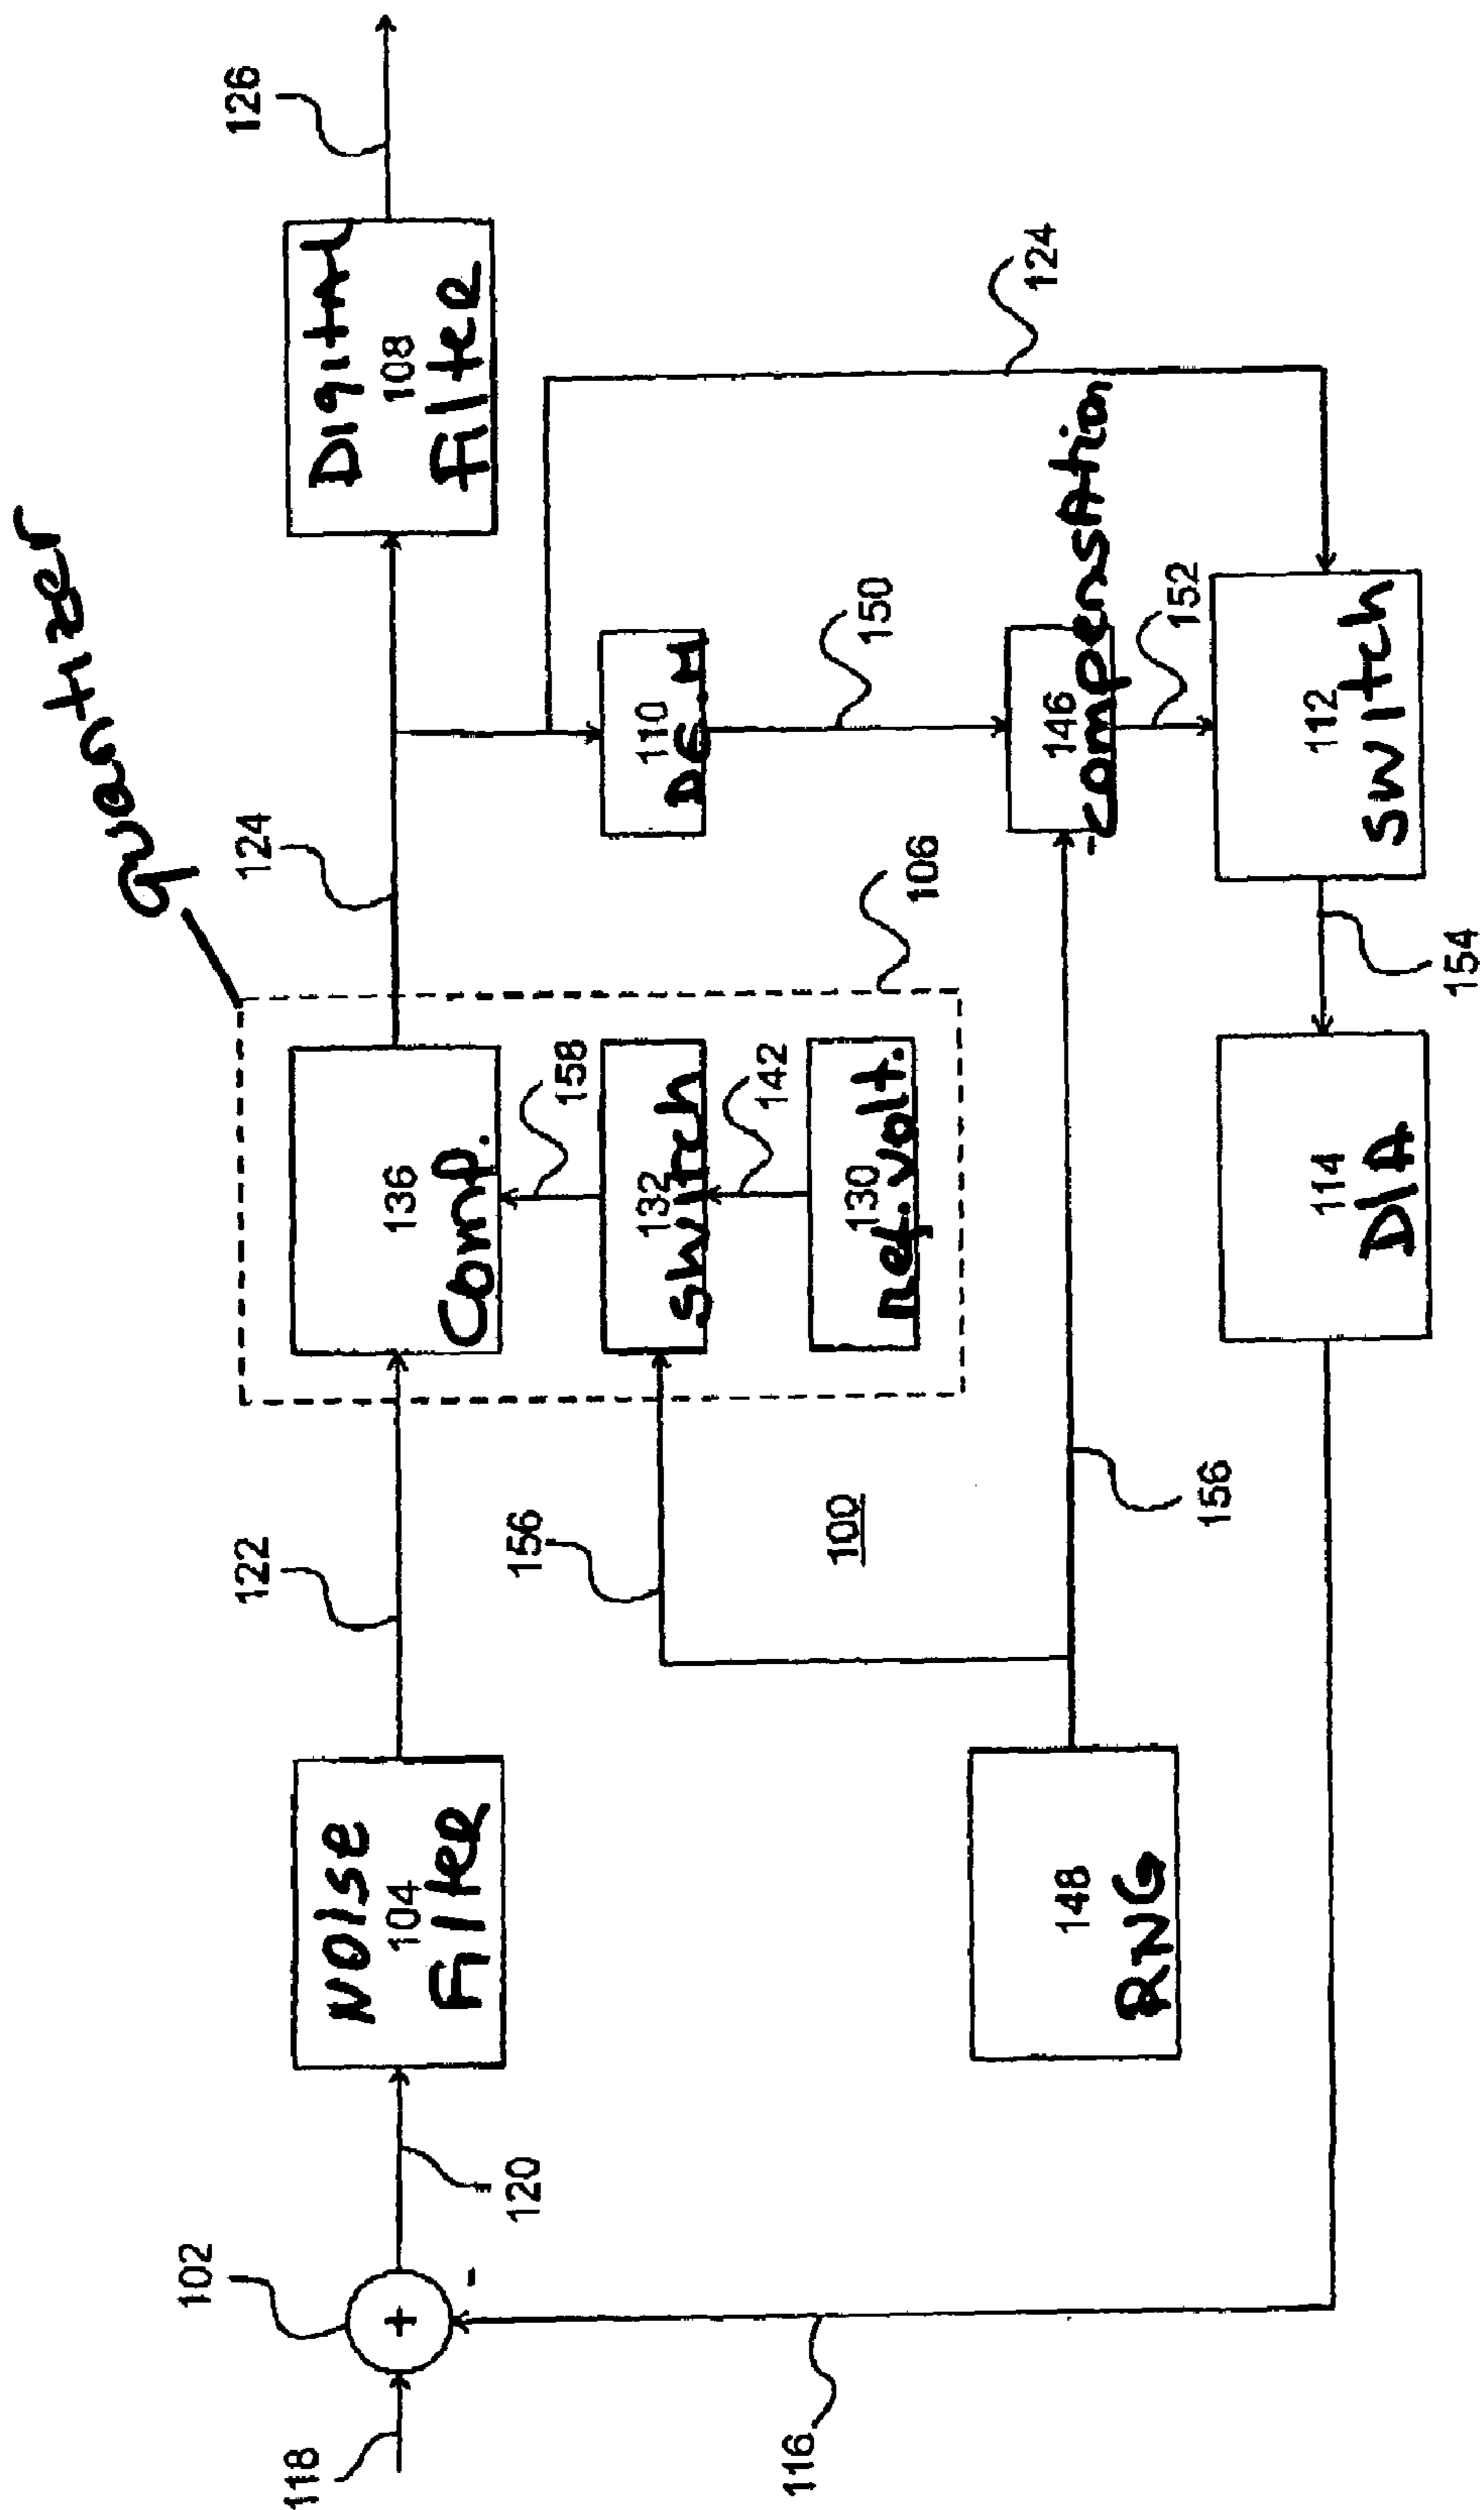 Quantizer
126
Digital
108
Filter
124
136
Comp.
158
132
Switch
142
130
Ref. Volt.
106
122
Noise
104
Filter
102
+
-
118
120
116
156
100
148
RNG
156
110
150
124
146
Compensation
152
112
Switch
154
114
D/A